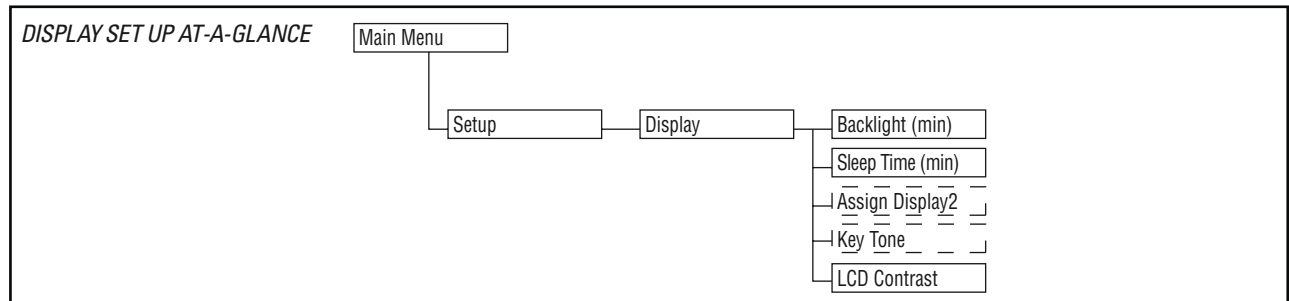 DISPLAY SET UP AT-A-GLANCE
Main Menu
Setup
Display
Backlight (min)
Sleep Time (min)
Assign Display2
Key Tone
LCD Contrast